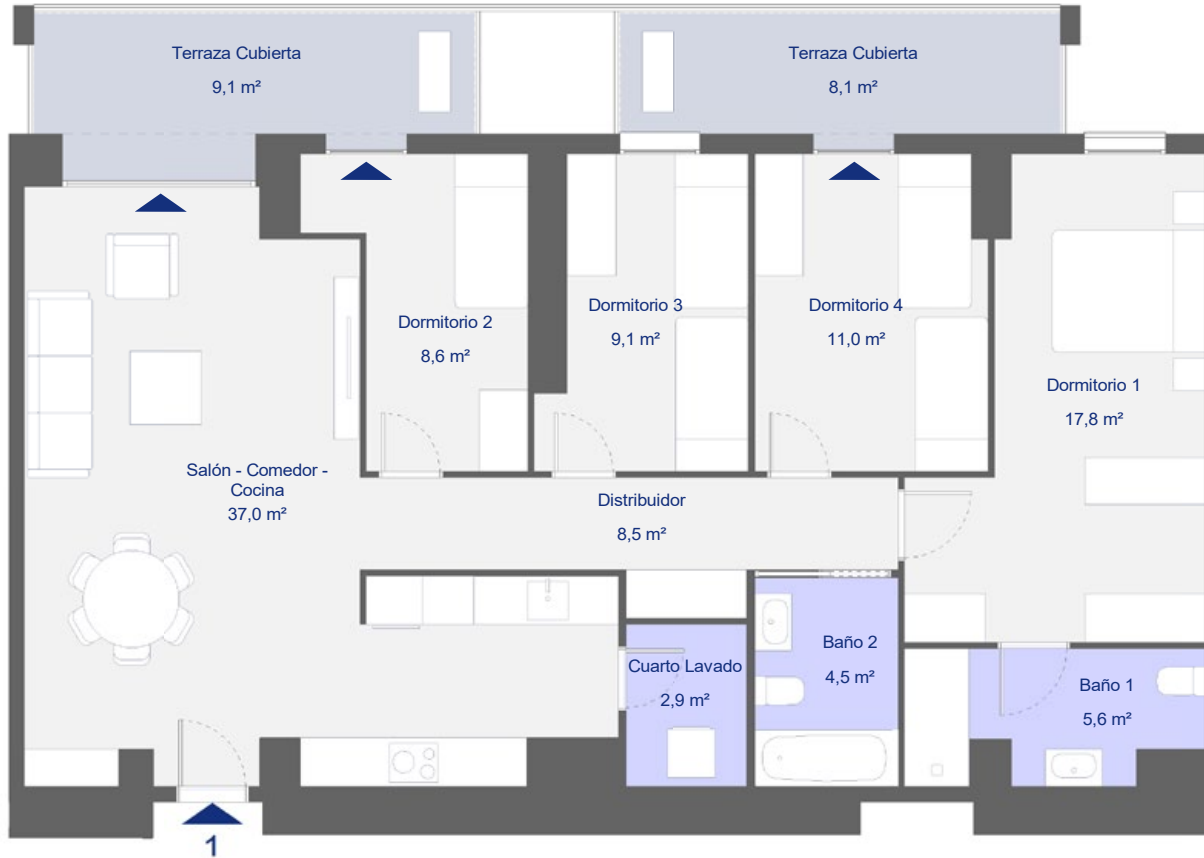 Terraza Cubierta
9,1 m²
Terraza Cubierta
8,1 m²
Dormitorio 2
8,6 m²
Dormitorio 3
9,1 m²
Dormitorio 4
11,0 m²
Dormitorio 1
17,8 m²
Salón - Comedor -
Cocina
37,0 m²
Distribuidor
8,5 m²
Cuarto Lavado
2,9 m²
Baño 2
4,5 m²
Baño 1
5,6 m²
1